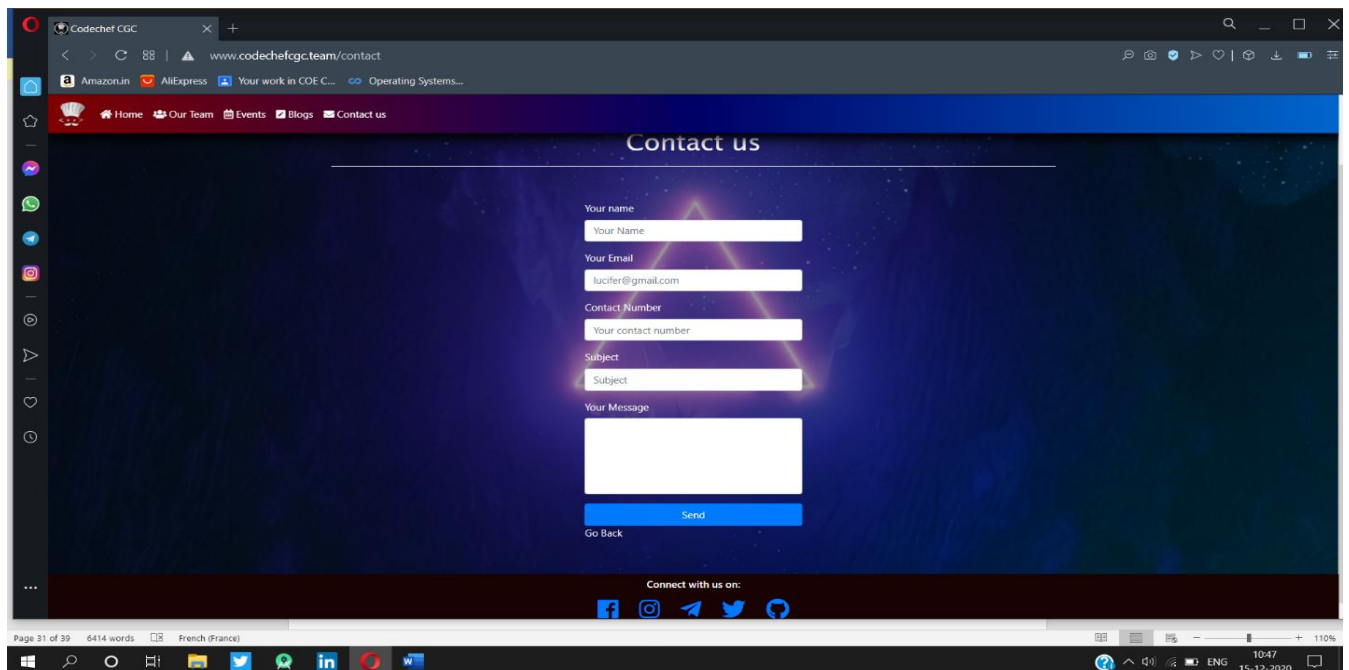 Codechef CGC
www.codechefcgc.team/contact
Amazon.in AliExpress Your work in COE C... Operating Systems...
Home Our Team Events Blogs Contact us
Contact us
Your name
Your Name
Your Email
lucifer@gmail.com
Contact Number
Your contact number
Subject
Subject
Your Message
Send
Go Back
Connect with us on:
Page 31 of 39 6414 words French (France) 110%
ENG 10:47
15-12-2020